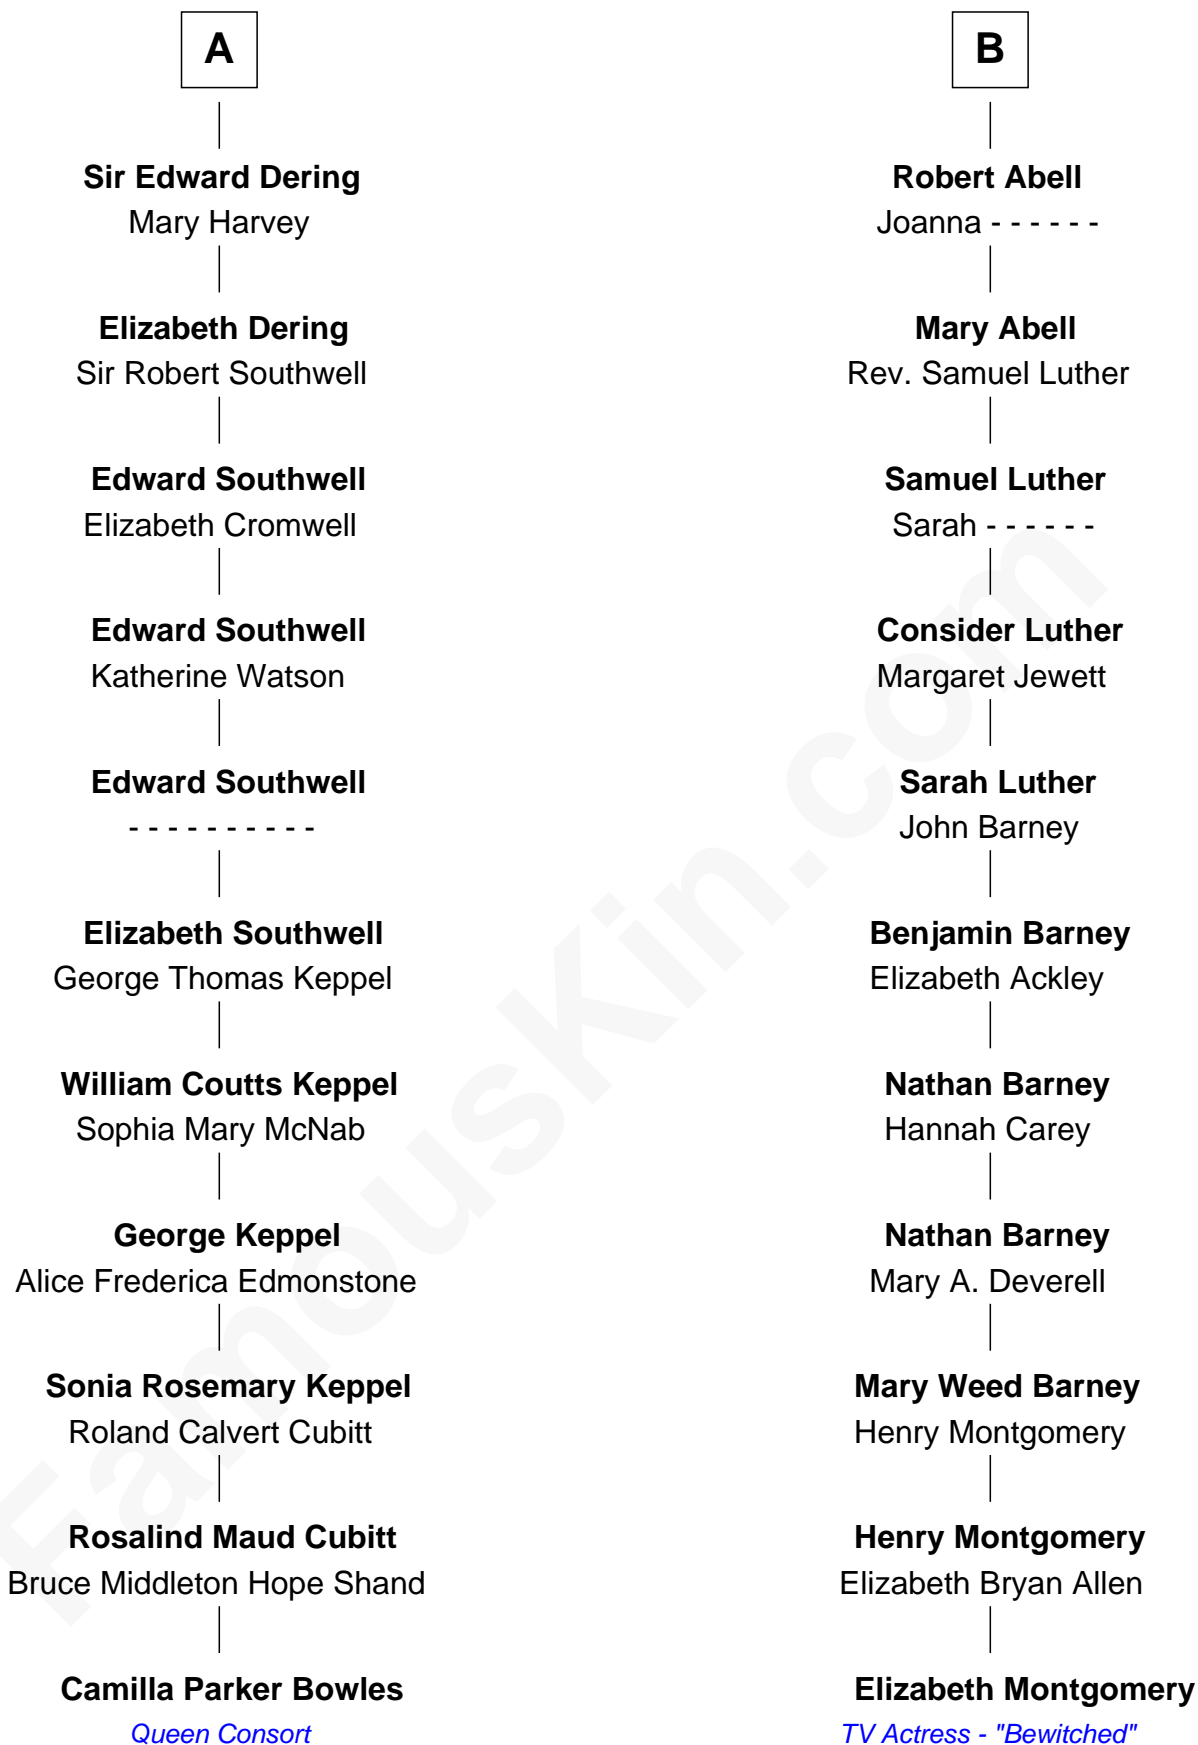 A
Sir Edward Dering
Mary Harvey
Elizabeth Dering
Sir Robert Southwell
Edward Southwell
Elizabeth Cromwell
Edward Southwell
Katherine Watson
Edward Southwell
- - - - - - - - - -
Elizabeth Southwell
George Thomas Keppel
William Coutts Keppel
Sophia Mary McNab
George Keppel
Alice Frederica Edmonstone
Sonia Rosemary Keppel
Roland Calvert Cubitt
Rosalind Maud Cubitt
Bruce Middleton Hope Shand
Camilla Parker Bowles
Queen Consort
B
Robert Abell
Joanna - - - - - -
Mary Abell
Rev. Samuel Luther
Samuel Luther
Sarah - - - - - -
Consider Luther
Margaret Jewett
Sarah Luther
John Barney
Benjamin Barney
Elizabeth Ackley
Nathan Barney
Hannah Carey
Nathan Barney
Mary A. Deverell
Mary Weed Barney
Henry Montgomery
Henry Montgomery
Elizabeth Bryan Allen
Elizabeth Montgomery
TV Actress - "Bewitched"
FamousKin.com